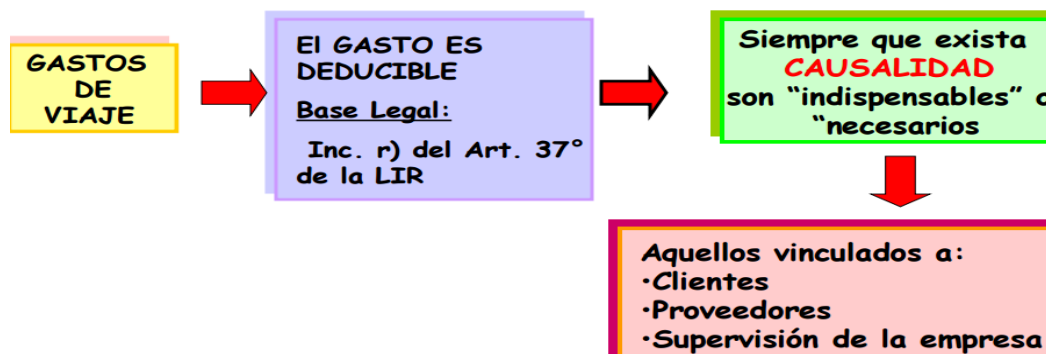 GASTOS
DE
VIAJE
El GASTO ES
DEDUCIBLE
Base Legal:
Inc. r) del Art. 37°
de la LIR
Siempre que exista
CAUSALIDAD
son “indispensables”
“necesarios
Aquellos vinculados a:
•Clientes
•Proveedores
•Supervisión de la empresa